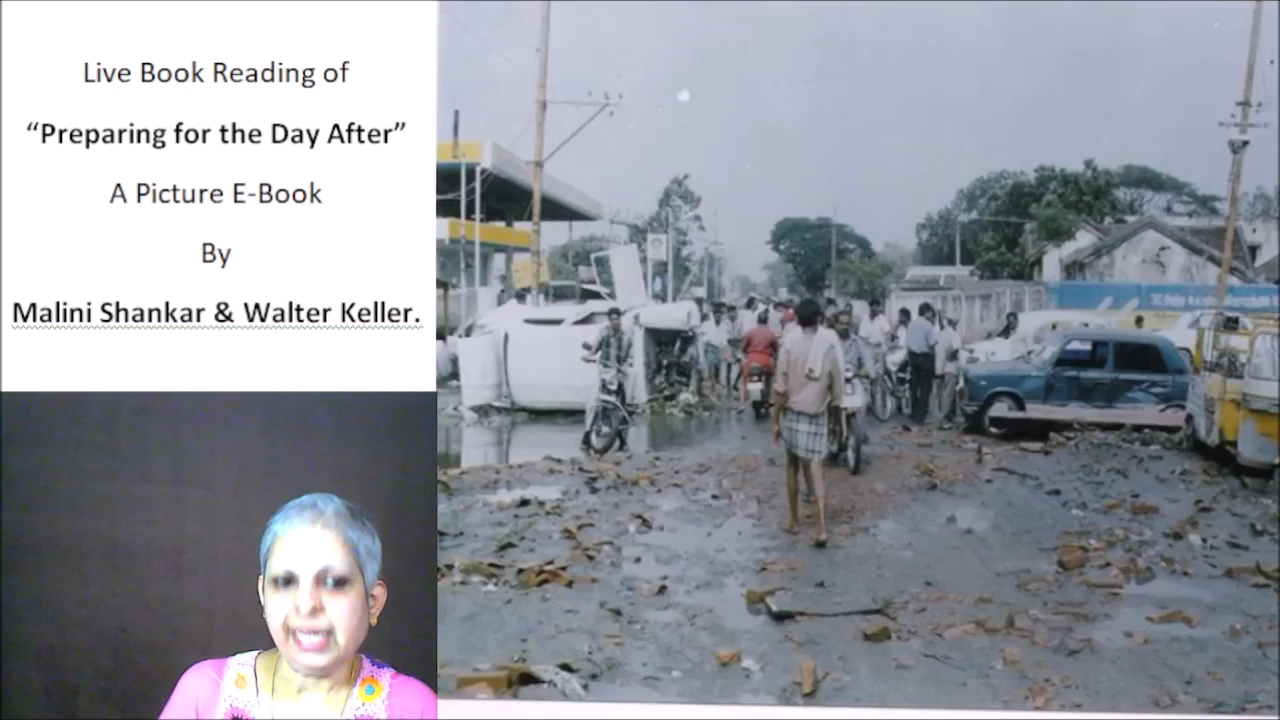 Live Book Reading of
“Preparing for the Day After”
A Picture E-Book
By
Malini Shankar & Walter Keller.